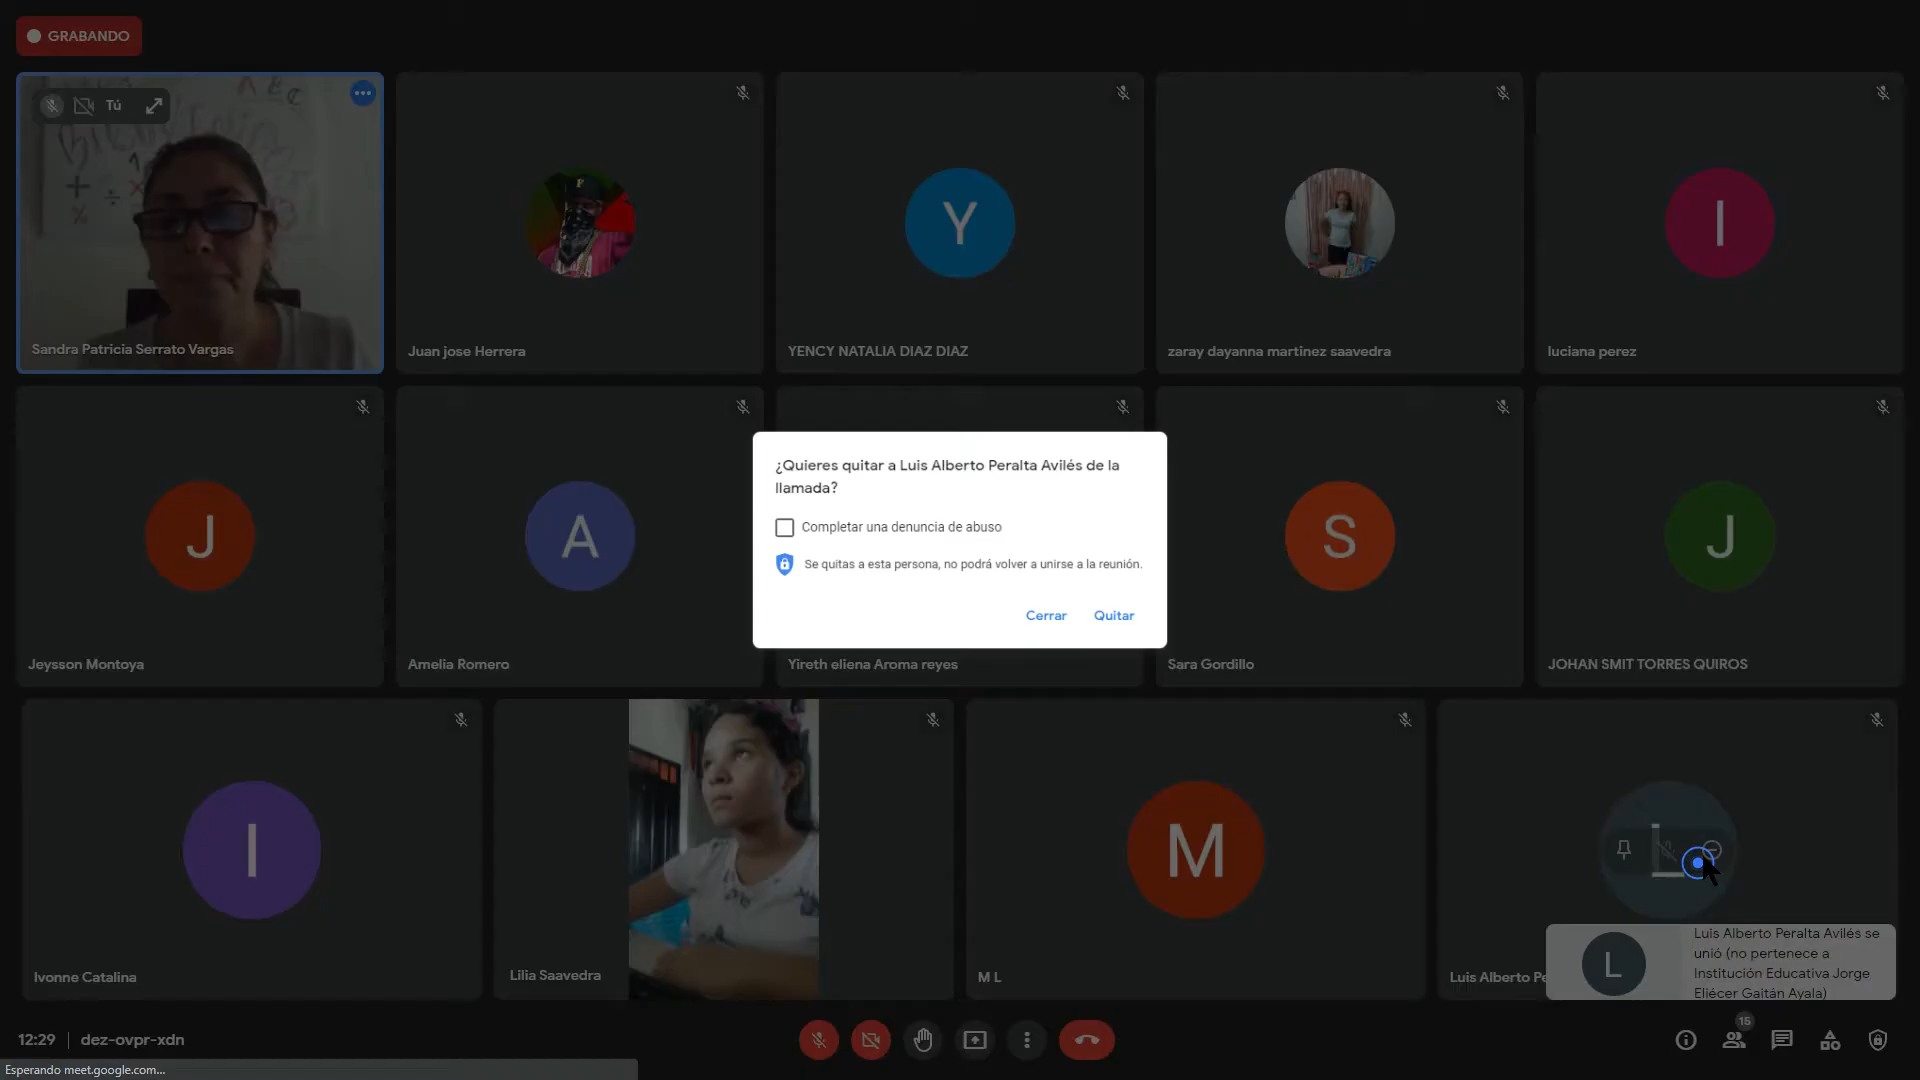 GRABANDO
Tú
Sandra Patricia Serrato Vargas
Juan jose Herrera
Y
YENCY NATALIA DIAZ DIAZ
zaray dayanna martinez saavedra
I
luciana perez
J
Jeysson Montoya
A
Amelia Romero
Yireth eliena Aroma reyes
S
Sara Gordillo
J
JOHAN SMIT TORRES QUIROS
¿Quieres quitar a Luis Alberto Peralta Avilés de la
llamada?
Completar una denuncia de abuso
Se quitas a esta persona, no podrá volver a unirse a la reunión.
Cerrar
Quitar
I
Ivonne Catalina
Lilia Saavedra
M
M L
L
Luis Alberto Pe
L
Luis Alberto Peralta Avilés se
unió (no pertenece a
Institución Educativa Jorge
Eliécer Gaitán Ayala)
12:29 | dez-ovpr-xdn
15
Esperando meet.google.com...